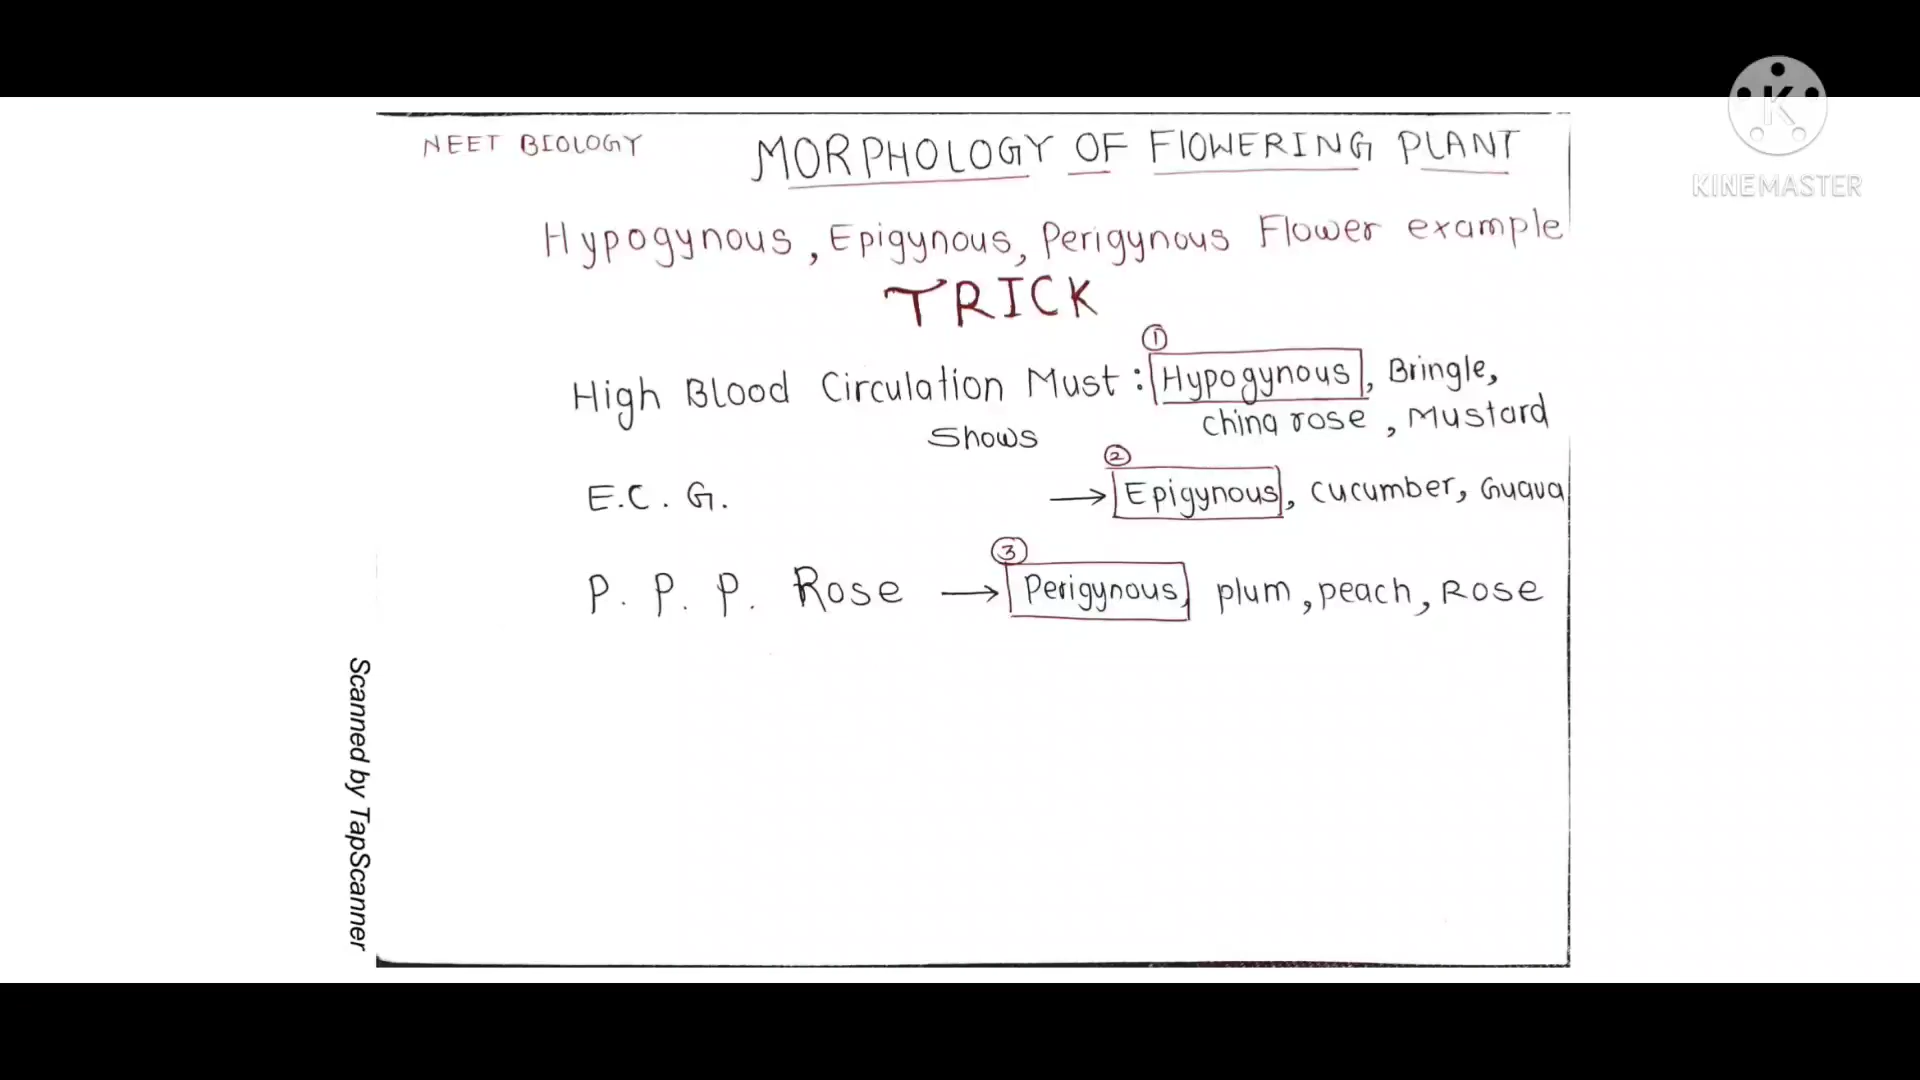 NEET BIOLOGY
MORPHOLOGY OF FlOWERING PLANT
KINEMASTER
Hypogynous, Epigynous, Perigynous Flower example
TRICK
①
High Blood Circulation Must : Hypogynous, Bringle,
Shows china rose, Mustard
②
E.C.G. → Epigynous, cucumber, Guava
③
P. P. P. Rose → Perigynous, plum, peach, Rose
Scanned by TapScanner